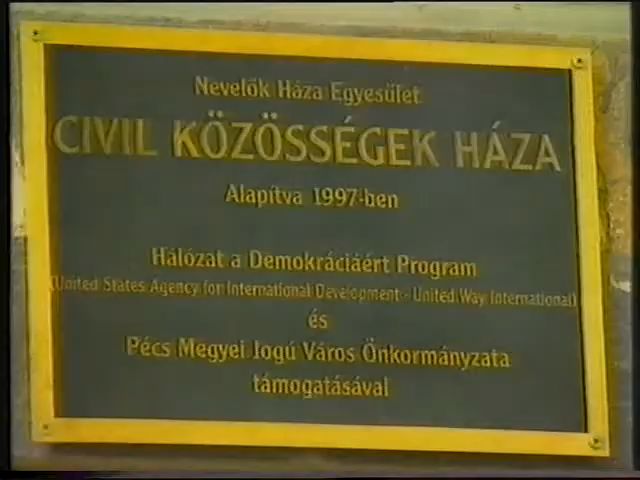 Nevelők Háza Egyesület
CIVIL KÖZÖSSÉGEK HÁZA
Alapítva 1997-ben
Hálózat a Demokráciáért Program
(United States Agency for International Development - United Way International)
és
Pécs Megyei Jogú Város Önkormányzata
támogatásával